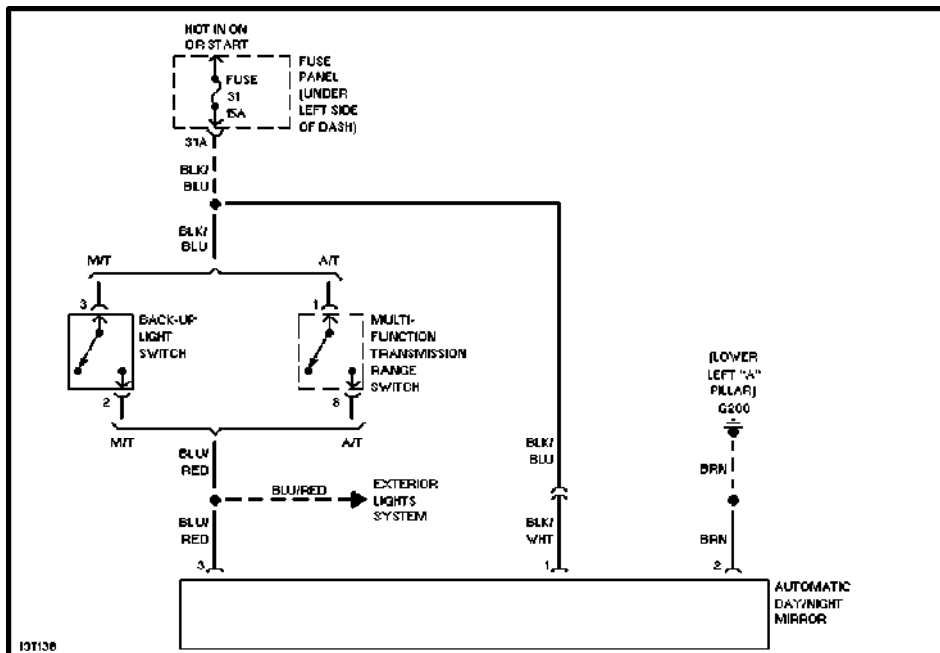 HOT IN ON
OR START
FUSE
31
15A
FUSE
PANEL
(UNDER
LEFT SIDE
OF DASH)
31A
BLK/
BLU
BLK/
BLU
M/T
A/T
3
BACK-UP
LIGHT
SWITCH
1
MULTI-
FUNCTION
TRANSMISSION
RANGE
SWITCH
2
8
M/T
A/T
(LOWER
LEFT "A"
PILLAR)
G200
BLU/
RED
BLU/RED
EXTERIOR
LIGHTS
SYSTEM
BLU/
RED
3
BLK/
BLU
BLK/
WHT
1
BRN
BRN
2
AUTOMATIC
DAY/NIGHT
MIRROR
137138